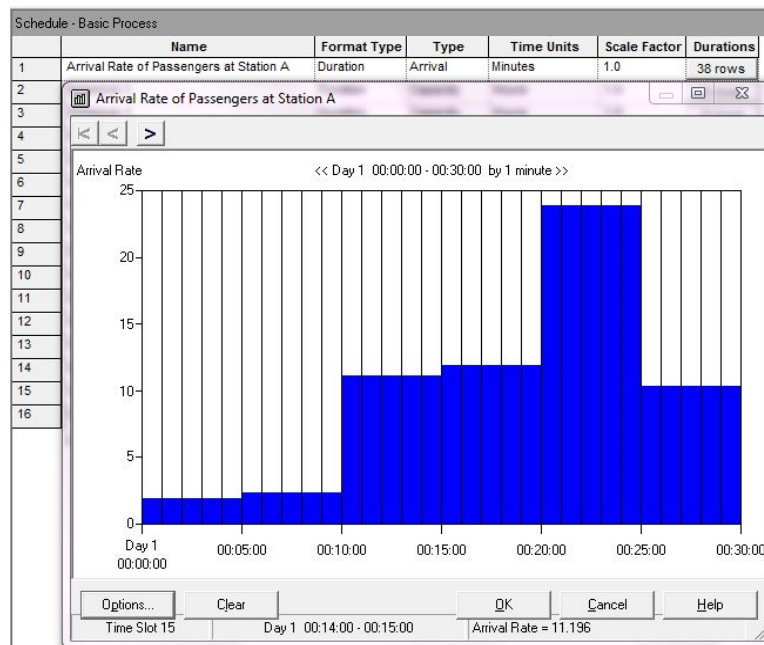 Schedule - Basic Process
Name Format Type Type Time Units Scale Factor Durations
1 Arrival Rate of Passengers at Station A Duration Arrival Minutes 1.0 38 rows
2
Arrival Rate of Passengers at Station A
3
4
5
6
7
8
9
10
11
12
13
14
15
16
Arrival Rate << Day 1 00:00:00 - 00:30:00 by 1 minute >>
25
20
15
10
5
0
Day 1 00:05:00 00:10:00 00:15:00 00:20:00 00:25:00 00:30:00
00:00:00
Options... Clear OK Cancel Help
Time Slot 15 Day 1 00:14:00 - 00:15:00 Arrival Rate = 11.196